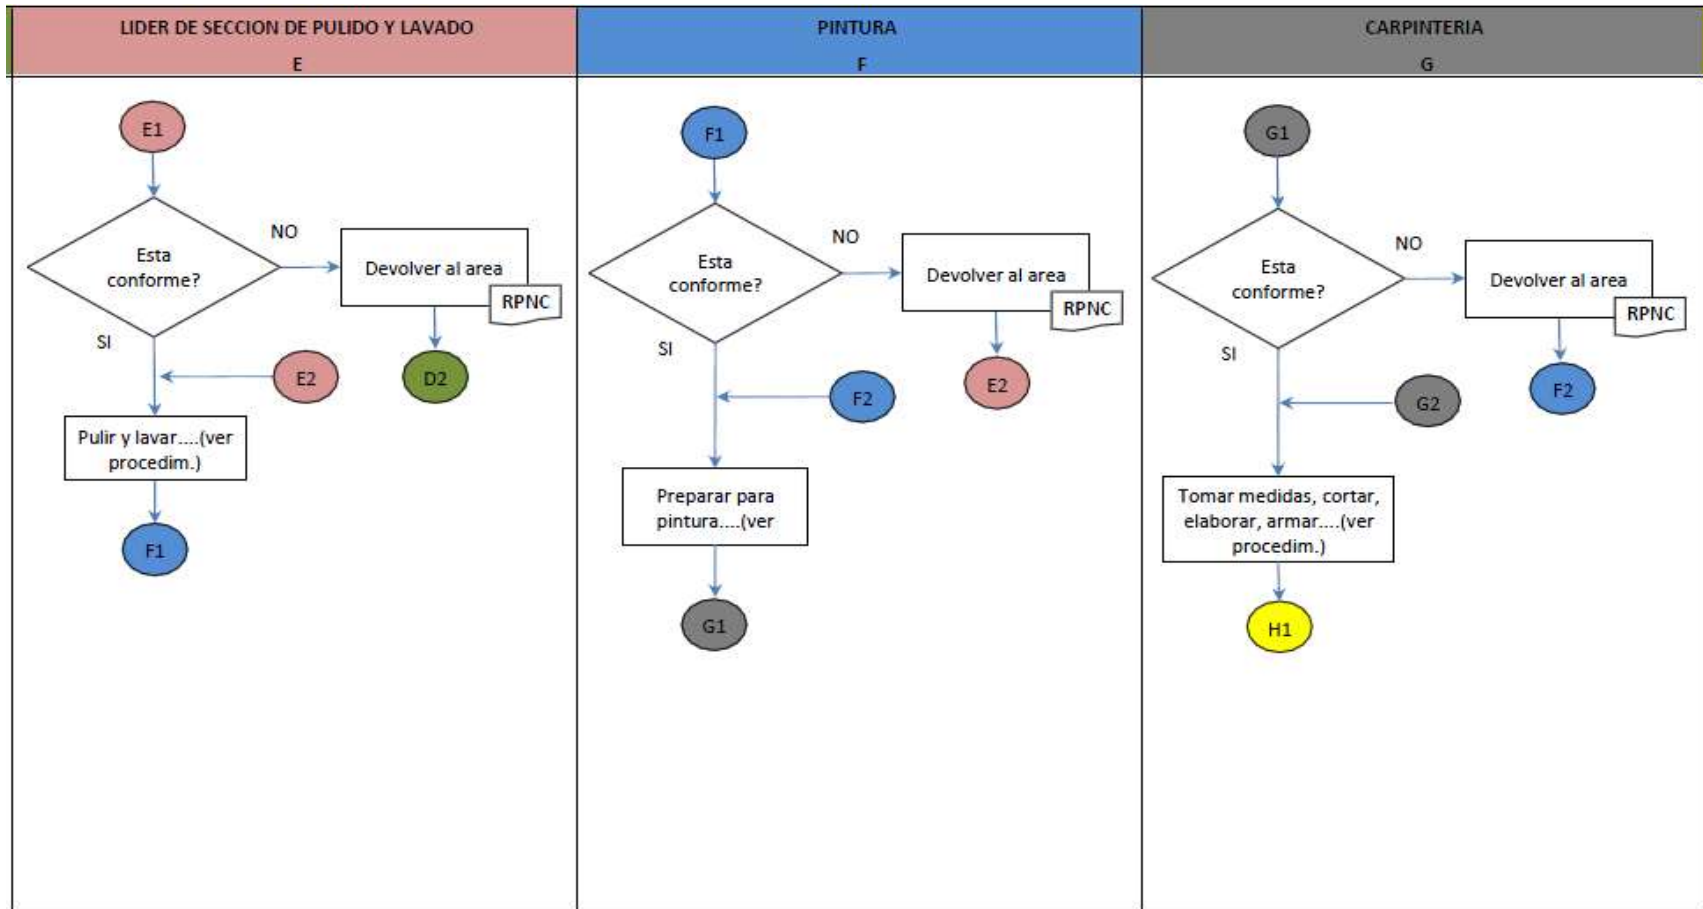 LIDER DE SECCION DE PULIDO Y LAVADO
E
E1
Esta
conforme?
NO
Devolver al area
RPNC
SI
E2
D2
Pulir y lavar....(ver
procedim.)
F1
PINTURA
F
F1
Esta
conforme?
NO
Devolver al area
RPNC
SI
F2
E2
Preparar para
pintura....(ver
G1
CARPINTERIA
G
G1
Esta
conforme?
NO
Devolver al area
RPNC
SI
G2
F2
Tomar medidas, cortar,
elaborar, armar....(ver
procedim.)
H1